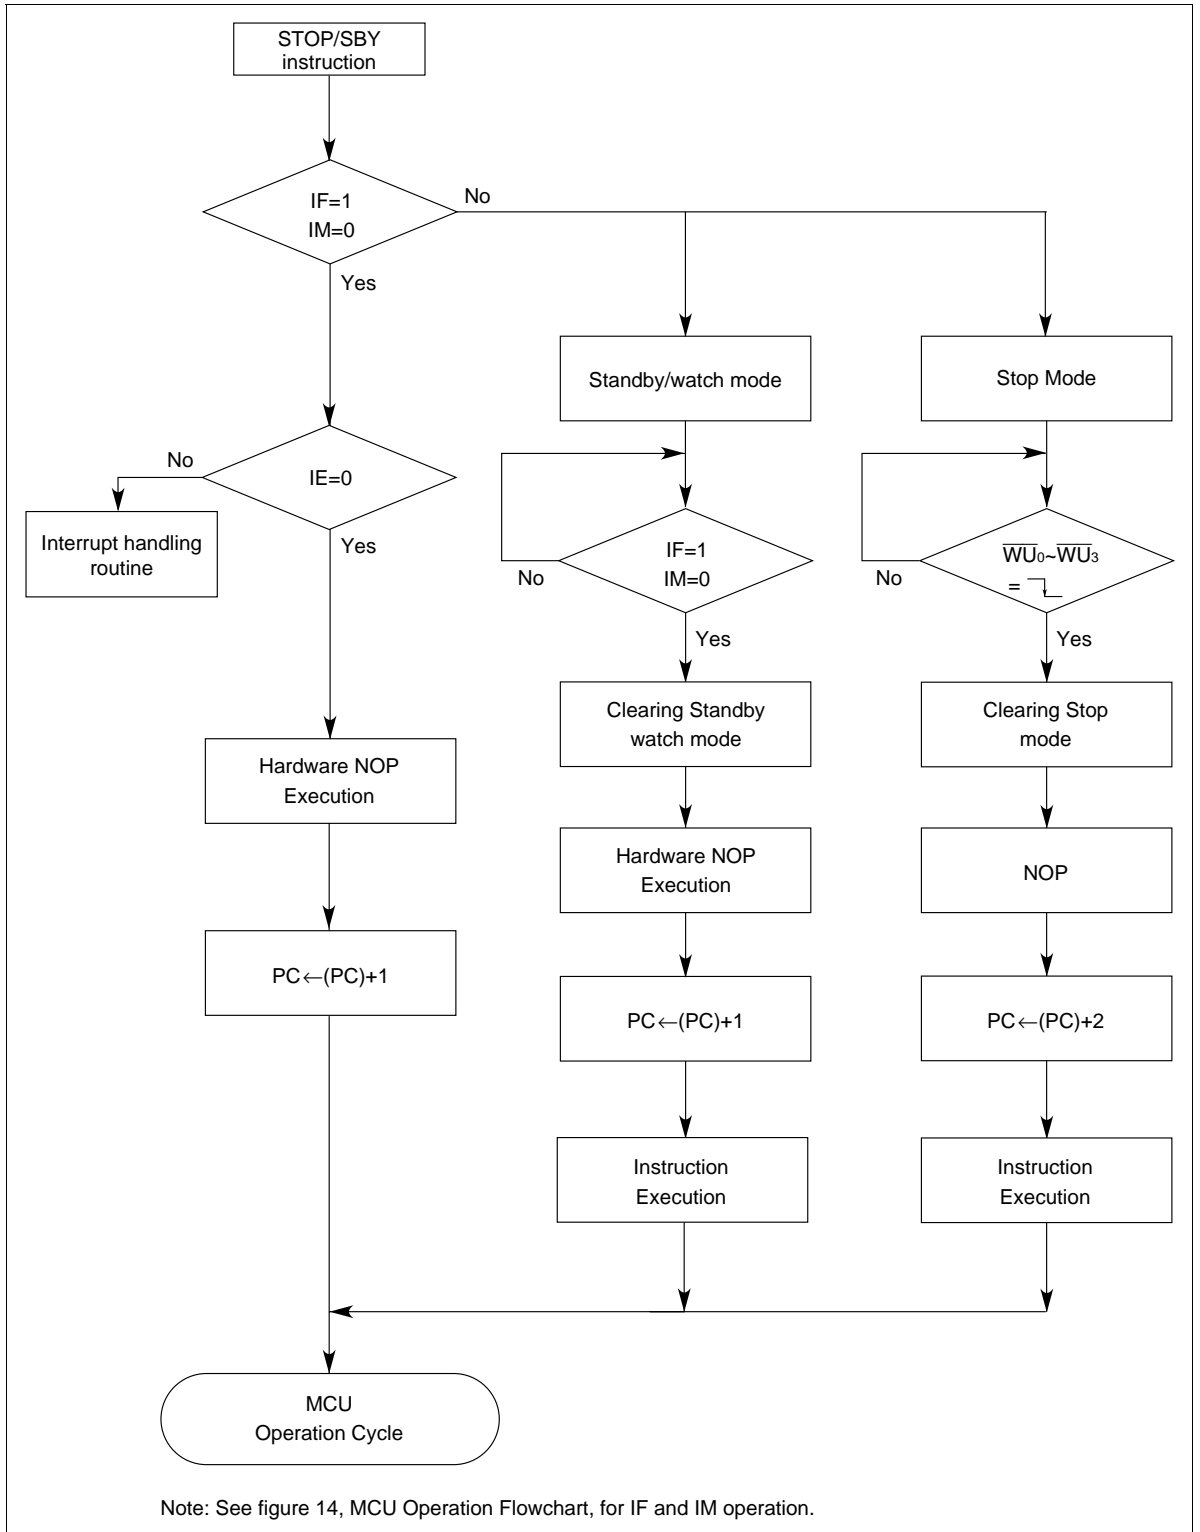 STOP/SBY
instruction
IF=1
IM=0
No
Yes
Standby/watch mode
Stop Mode
No
IE=0
Yes
Interrupt handling
routine
IF=1
IM=0
No
Yes
W̅U̅₀~W̅U̅₃
=
No
Yes
Clearing Standby
watch mode
Clearing Stop
mode
Hardware NOP
Execution
Hardware NOP
Execution
NOP
PC←(PC)+1
PC←(PC)+1
PC←(PC)+2
Instruction
Execution
Instruction
Execution
MCU
Operation Cycle
Note: See figure 14, MCU Operation Flowchart, for IF and IM operation.